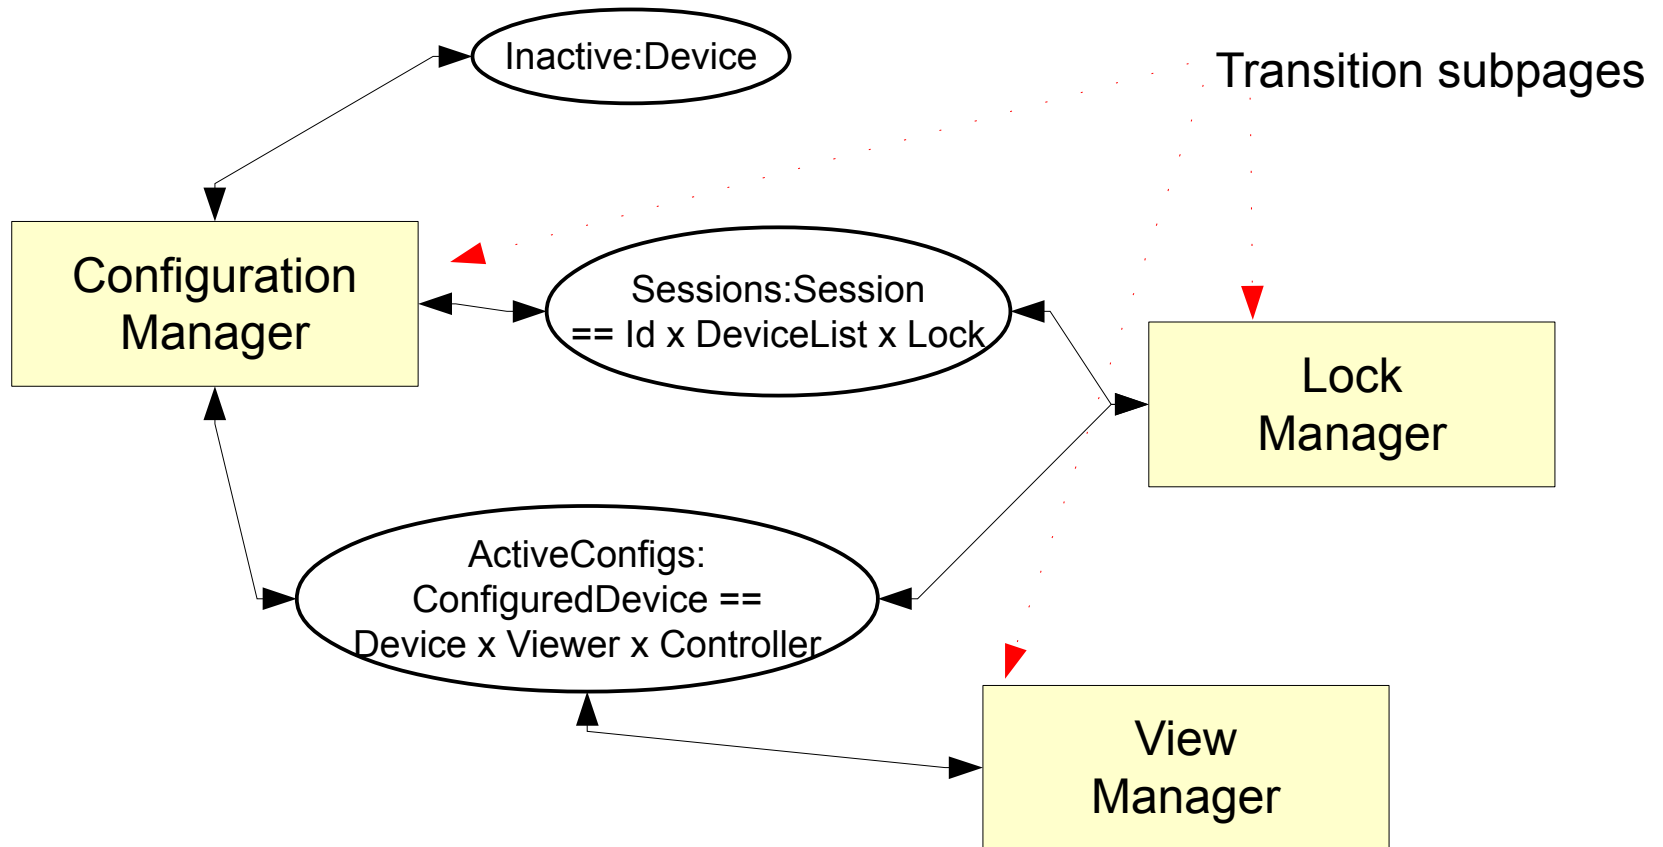 Inactive:Device
Transition subpages
Configuration
Manager
Sessions:Session
== Id x DeviceList x Lock
Lock
Manager
ActiveConfigs:
ConfiguredDevice ==
Device x Viewer x Controller
View
Manager